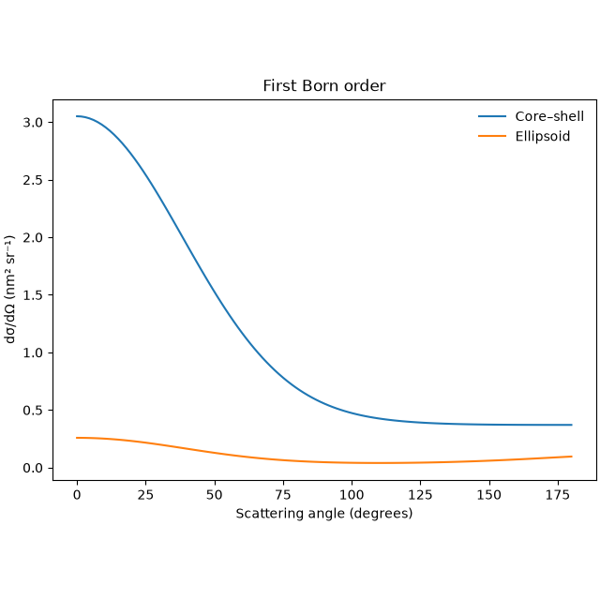 First Born order
Core–shell
Ellipsoid
3.0
2.5
2.0
1.5
1.0
0.5
0.0
dσ/dΩ (nm² sr⁻¹)
0 25 50 75 100 125 150 175
Scattering angle (degrees)